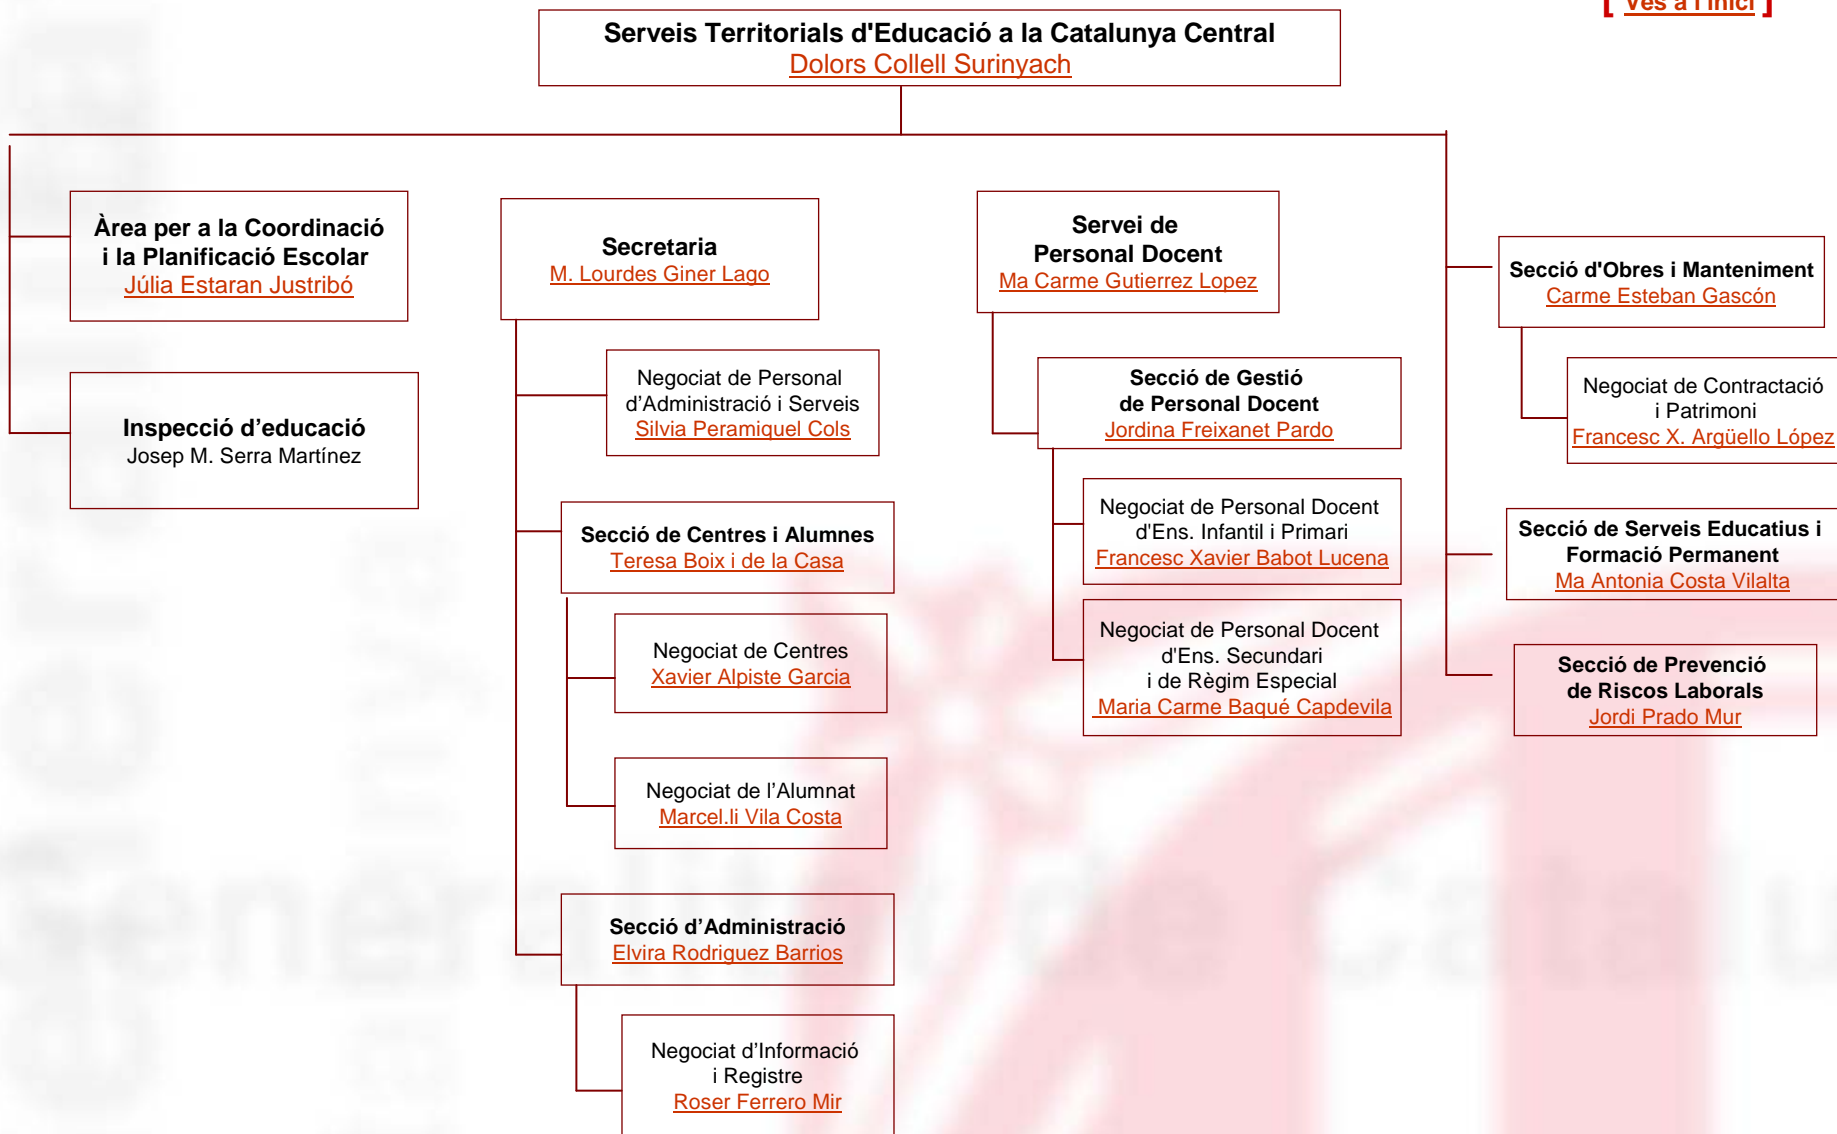 [ Ves a l'inici ]
Serveis Territorials d'Educació a la Catalunya Central
Dolors Collell Surinyach
Àrea per a la Coordinació
i la Planificació Escolar
Júlia Estaran Justribó
Inspecció d’educació
Josep M. Serra Martínez
Secretaria
M. Lourdes Giner Lago
Negociat de Personal
d’Administració i Serveis
Silvia Peramiquel Cols
Secció de Centres i Alumnes
Teresa Boix i de la Casa
Negociat de Centres
Xavier Alpiste Garcia
Negociat de l’Alumnat
Marcel.li Vila Costa
Secció d’Administració
Elvira Rodriguez Barrios
Negociat d’Informació
i Registre
Roser Ferrero Mir
Servei de
Personal Docent
Ma Carme Gutierrez Lopez
Secció de Gestió
de Personal Docent
Jordina Freixanet Pardo
Negociat de Personal Docent
d'Ens. Infantil i Primari
Francesc Xavier Babot Lucena
Negociat de Personal Docent
d'Ens. Secundari
i de Règim Especial
Maria Carme Baqué Capdevila
Secció d'Obres i Manteniment
Carme Esteban Gascón
Negociat de Contractació
i Patrimoni
Francesc X. Argüello López
Secció de Serveis Educatius i
Formació Permanent
Ma Antonia Costa Vilalta
Secció de Prevenció
de Riscos Laborals
Jordi Prado Mur